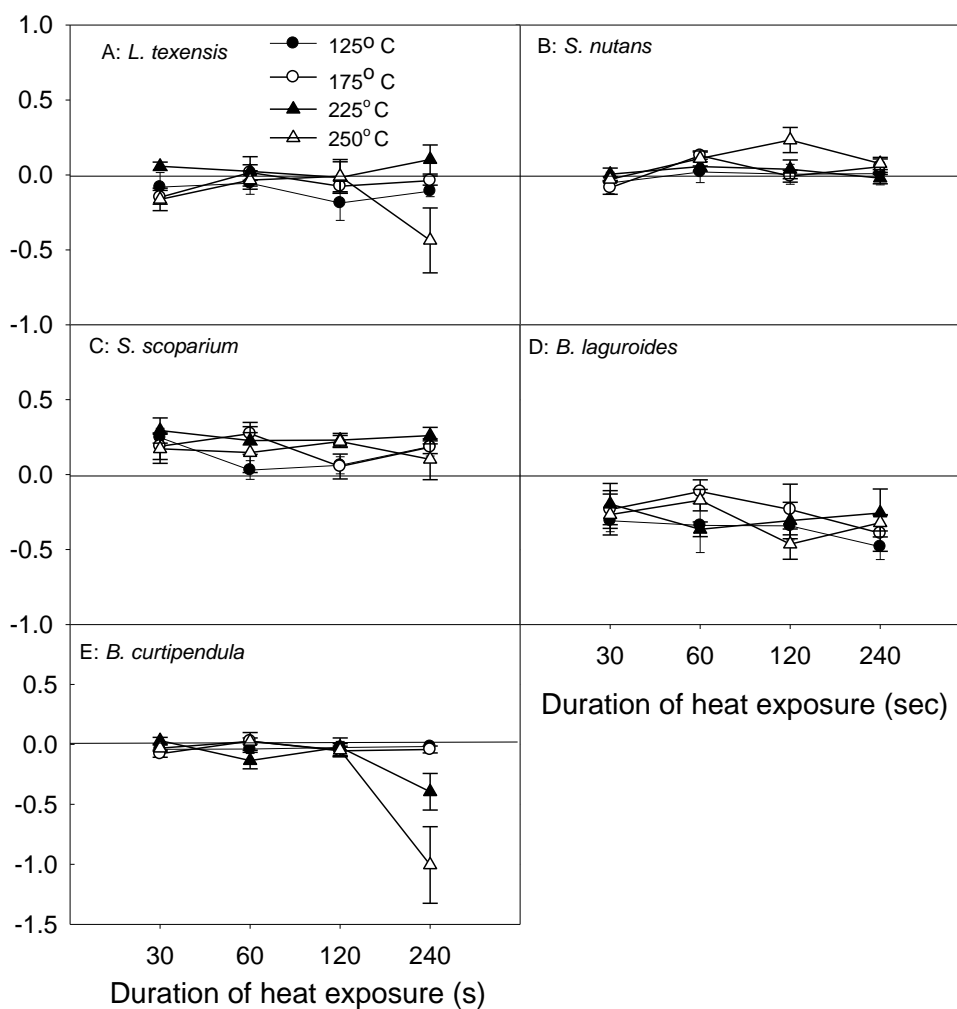 1.0
A: L. texensis
125o C
175o C
225° C
250° C
B: S. nutans
0.5
0.0
-0.5
-1.0
C: S. scoparium
D: B. laguroides
0.5
0.0
-0.5
-1.0
E: B. curtipendula
0.5
0.0
-0.5
-1.0
-1.5
30 60 120 240
Duration of heat exposure (sec)
30 60 120 240
Duration of heat exposure (s)